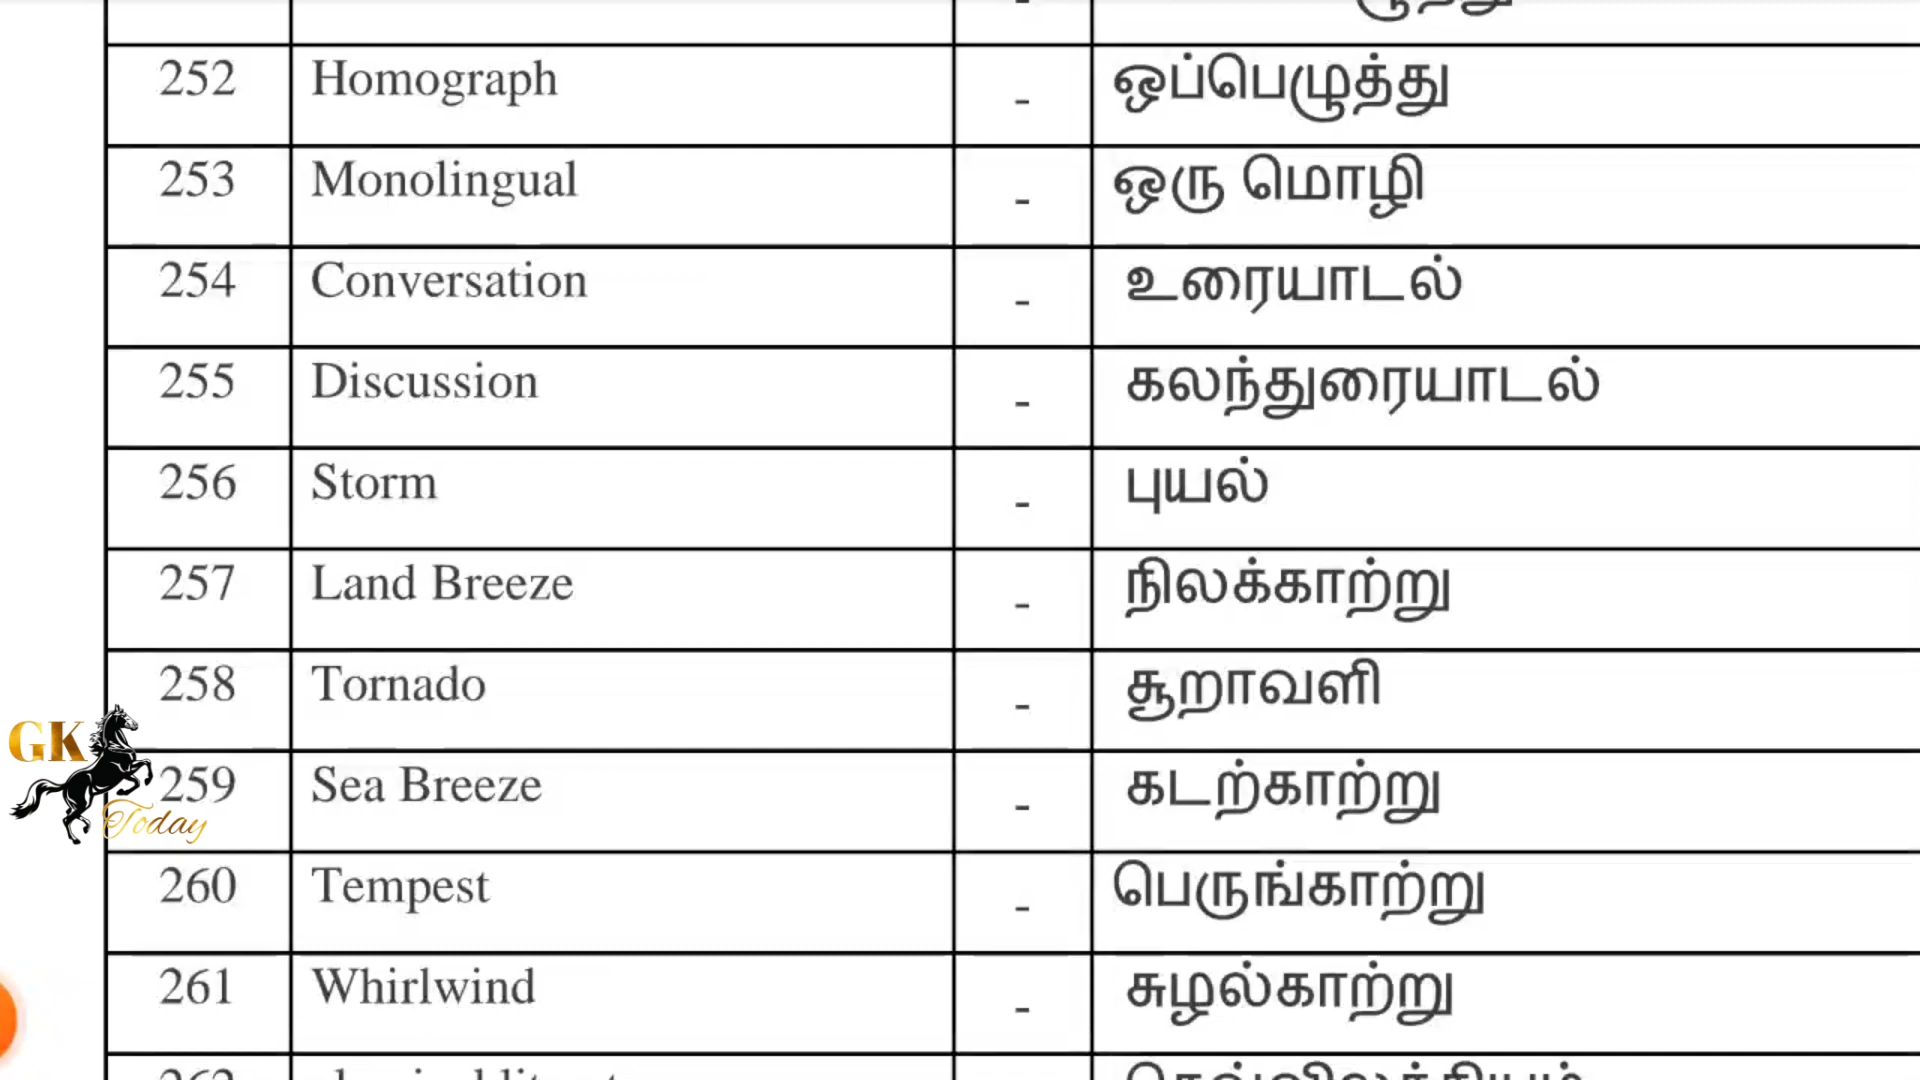 252 Homograph - ஒப்பெழுத்து
253 Monolingual - ஒரு மொழி
254 Conversation - உரையாடல்
255 Discussion - கலந்துரையாடல்
256 Storm - புயல்
257 Land Breeze - நிலக்காற்று
258 Tornado - சூறாவளி
259 Sea Breeze - கடற்காற்று
260 Tempest - பெருங்காற்று
261 Whirlwind - சுழல்காற்று
GK
Today